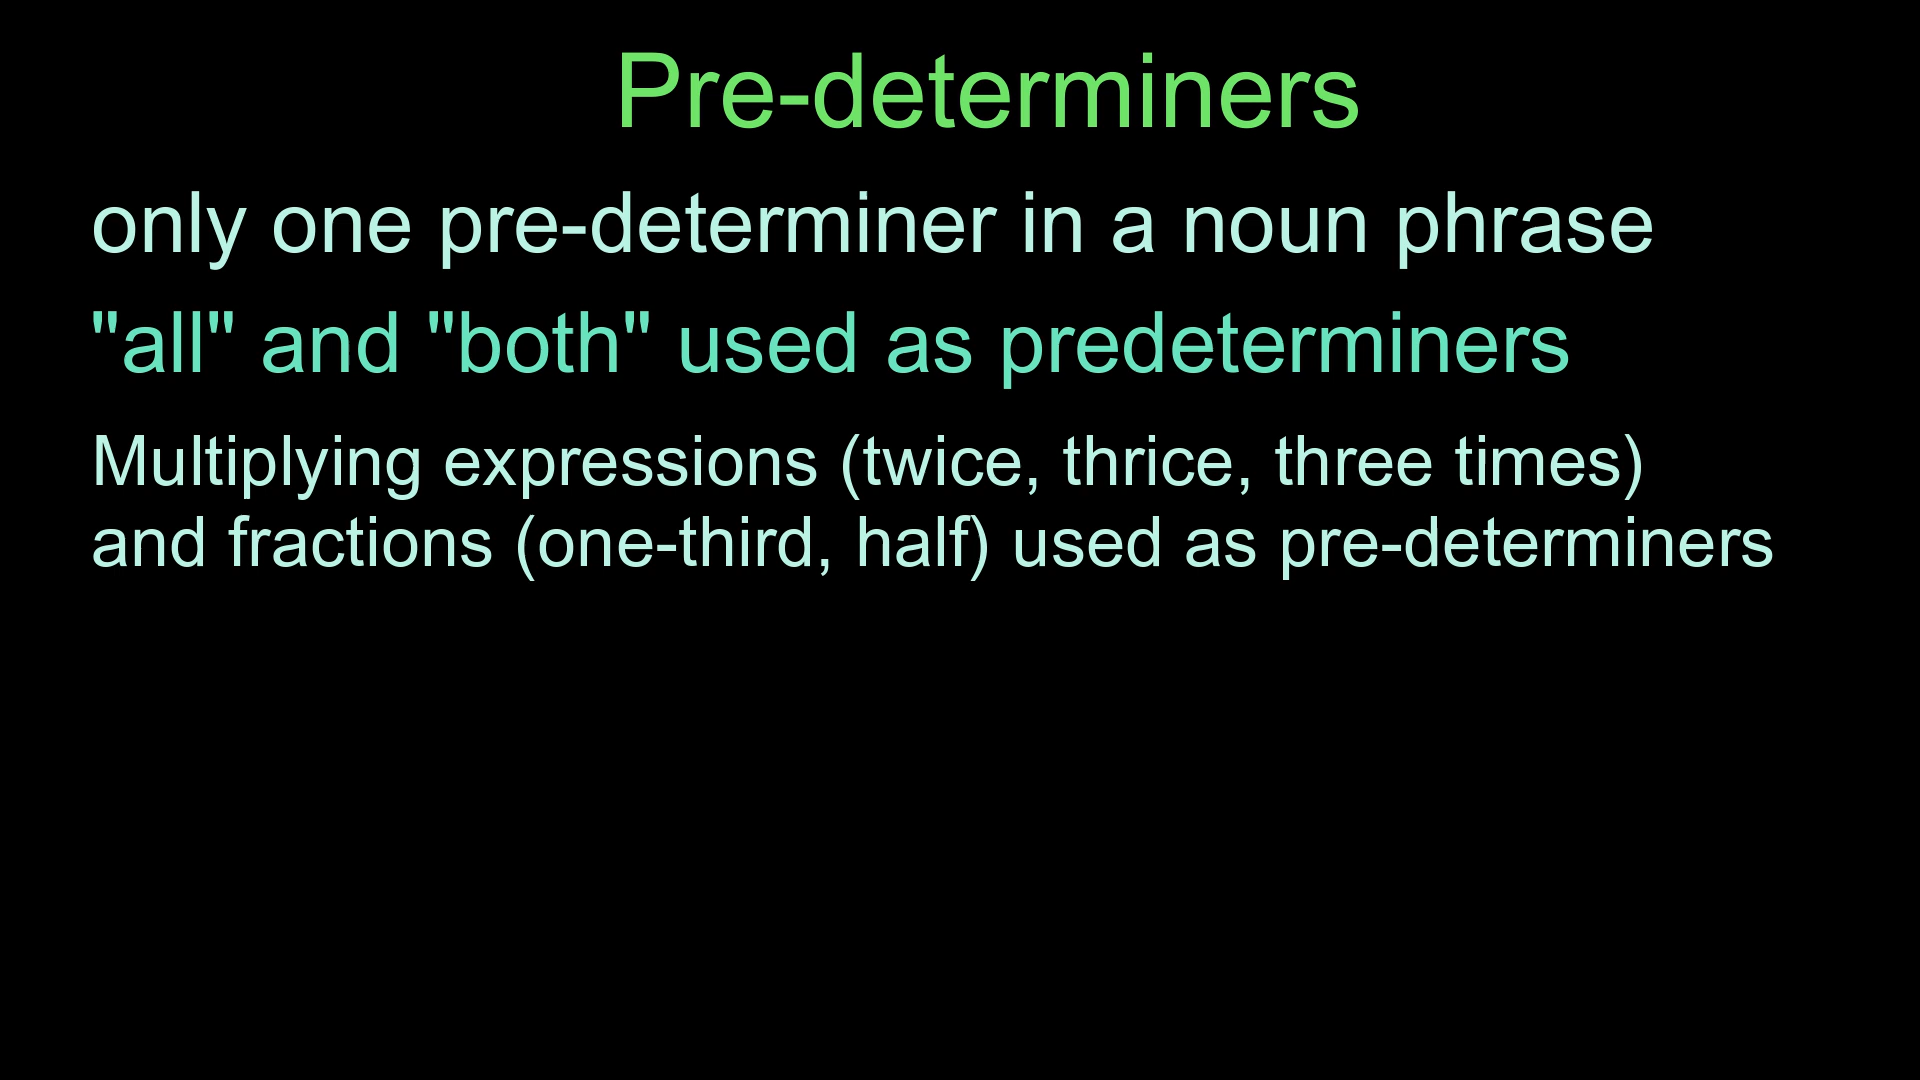 Pre-determiners
only one pre-determiner in a noun phrase
"all" and "both" used as predeterminers
Multiplying expressions (twice, thrice, three times)
and fractions (one-third, half) used as pre-determiners